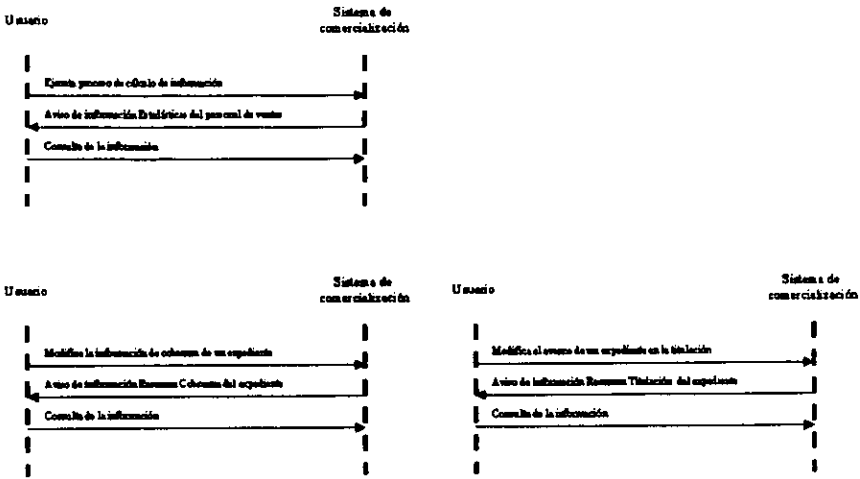 Usuario
Sistema de
comercialización
Ejecuta proceso de cálculo de información
Aviso de información Estadísticas del personal de ventas
Consulta de la información
Usuario
Sistema de
comercialización
Modifica la información de cobranza de un expediente
Aviso de información Resumen Cobranza del expediente
Consulta de la información
Usuario
Sistema de
comercialización
Modifica el avance de un expediente en la titulación
Aviso de información Resumen Titulación del expediente
Consulta de la información